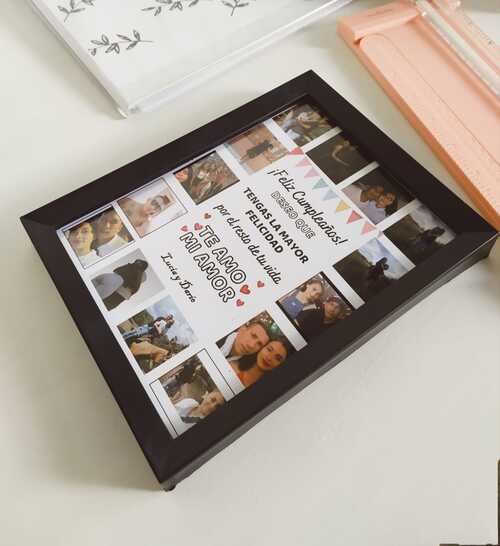 ¡Feliz Cumpleaños!
DESEO QUE
TENGAS LA MAYOR
FELICIDAD
por el resto de tu vida
TE AMO
MI AMOR
Lucia y Dario